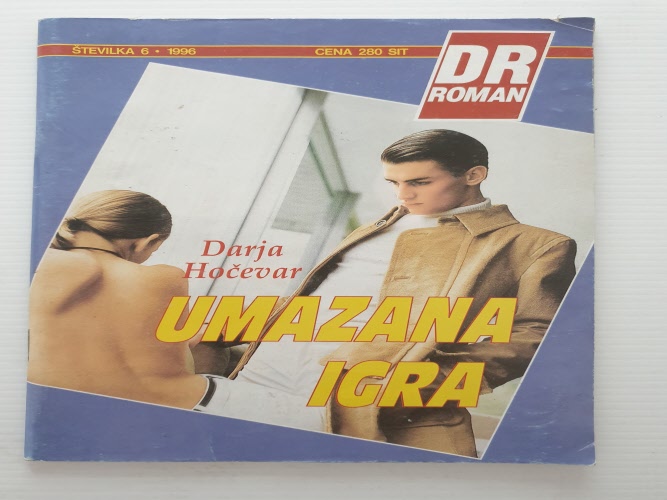 ŠTEVILKA 6 • 1996
CENA 280 SIT
DR
ROMAN
Darja
Hočevar
UMAZANA
IGRA